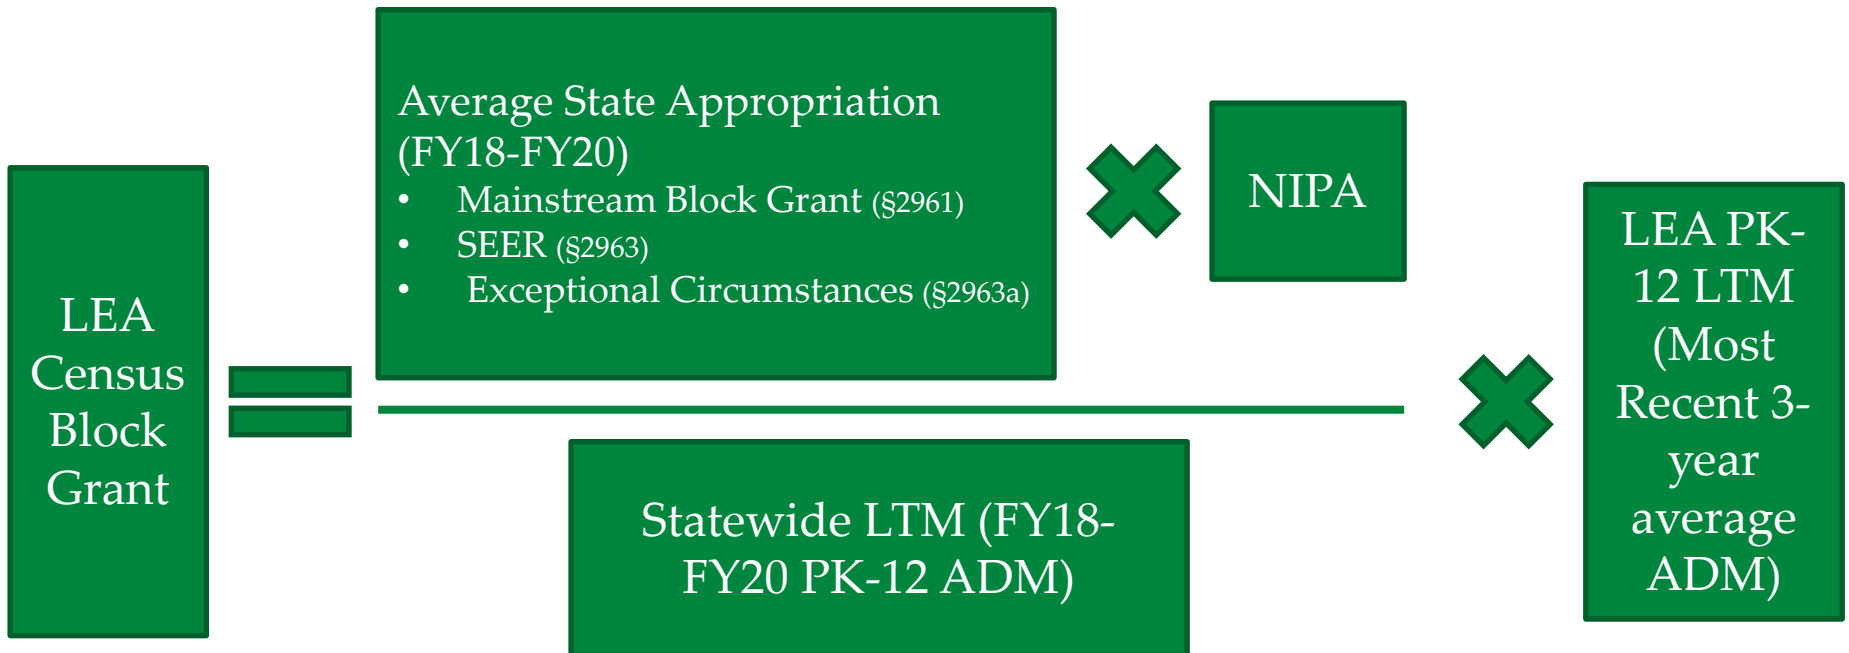 LEA
Census
Block
Grant
Average State Appropriation
(FY18-FY20)
• Mainstream Block Grant (§2961)
• SEER (§2963)
• Exceptional Circumstances (§2963a)
NIPA
Statewide LTM (FY18-
FY20 PK-12 ADM)
LEA PK-
12 LTM
(Most
Recent 3-
year
average
ADM)